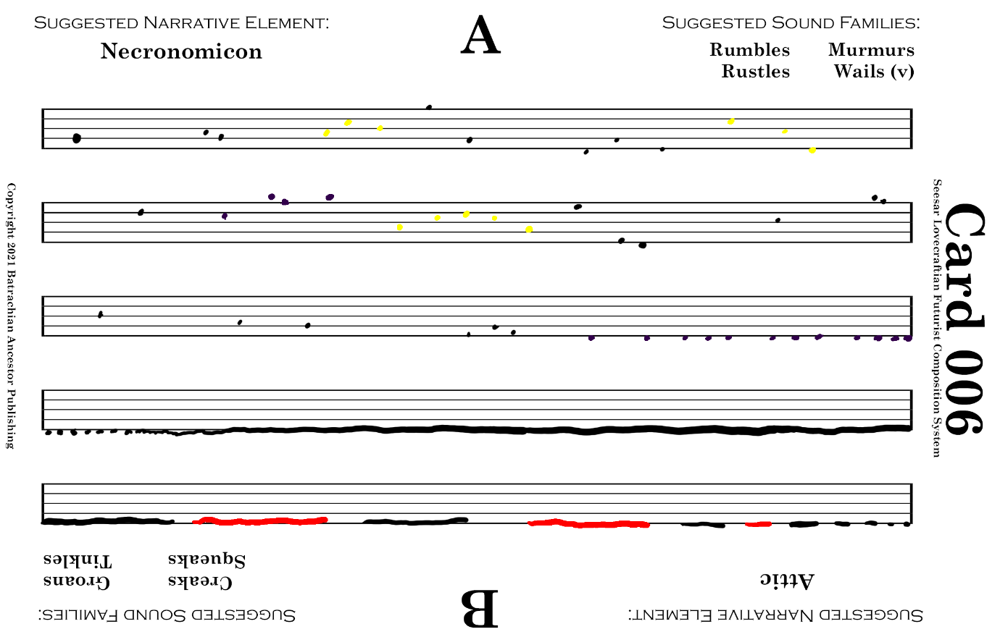 SUGGESTED NARRATIVE ELEMENT:
Necronomicon
A
SUGGESTED SOUND FAMILIES:
Rumbles Murmurs
Rustles Wails (v)
Copyright 2021 Batrachian Ancestor Publishing
Card 006
Seesar Lovecraftian Futurist Composition System
B
SUGGESTED NARRATIVE ELEMENT:
Attic
SUGGESTED SOUND FAMILIES:
Creaks Groans
Squeaks Tinkles